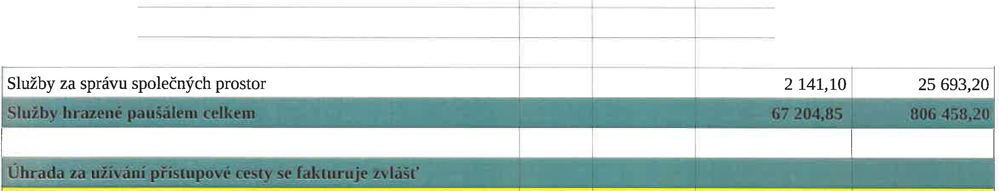 Služby za správu společných prostor 2 141,10 25 693,20
Služby hrazené paušálem celkem 67 204,85 806 458,20
Úhrada za užívání přístupové cesty se fakturuje zvlášť